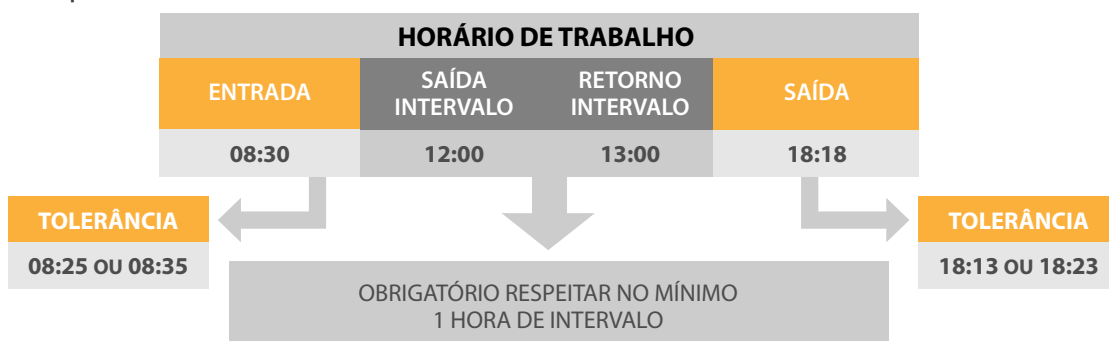 HORÁRIO DE TRABALHO
ENTRADA
SAÍDA
INTERVALO
RETORNO
INTERVALO
SAÍDA
08:30
12:00
13:00
18:18
TOLERÂNCIA
08:25 OU 08:35
TOLERÂNCIA
18:13 OU 18:23
OBRIGATÓRIO RESPEITAR NO MÍNIMO
1 HORA DE INTERVALO